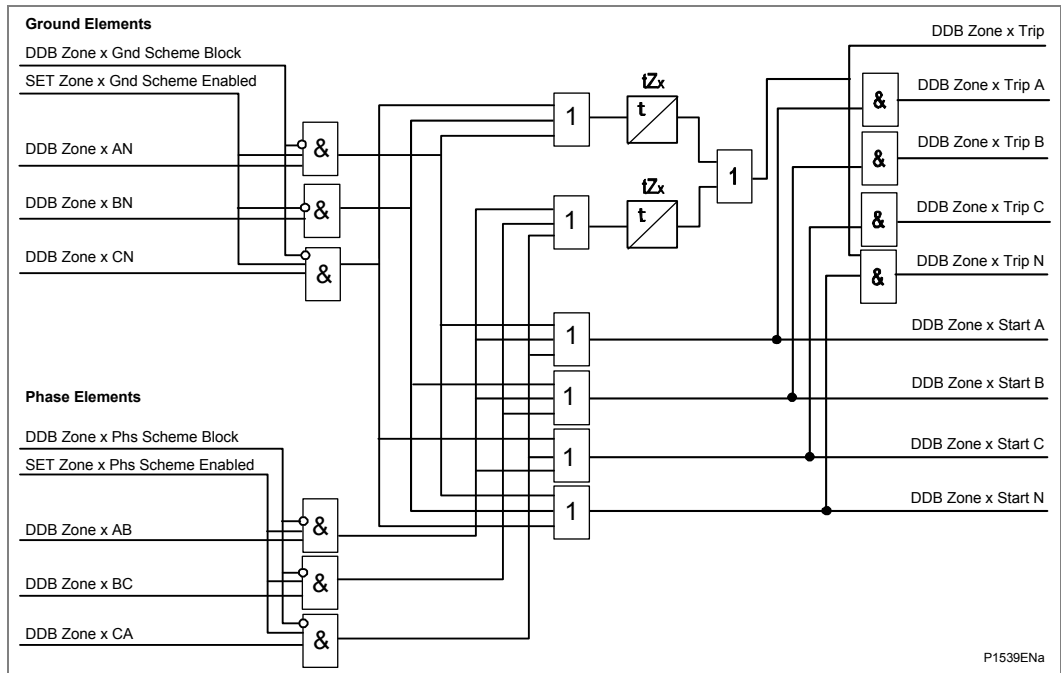 Ground Elements
DDB Zone x Gnd Scheme Block
SET Zone x Gnd Scheme Enabled
DDB Zone x AN
DDB Zone x BN
DDB Zone x CN
&
&
&
Phase Elements
DDB Zone x Phs Scheme Block
SET Zone x Phs Scheme Enabled
DDB Zone x AB
DDB Zone x BC
DDB Zone x CA
&
&
&
1
tZx
t
1
tZx
t
1
1
1
1
1
DDB Zone x Trip
&
DDB Zone x Trip A
&
DDB Zone x Trip B
&
DDB Zone x Trip C
&
DDB Zone x Trip N
DDB Zone x Start A
DDB Zone x Start B
DDB Zone x Start C
DDB Zone x Start N
P1539ENa